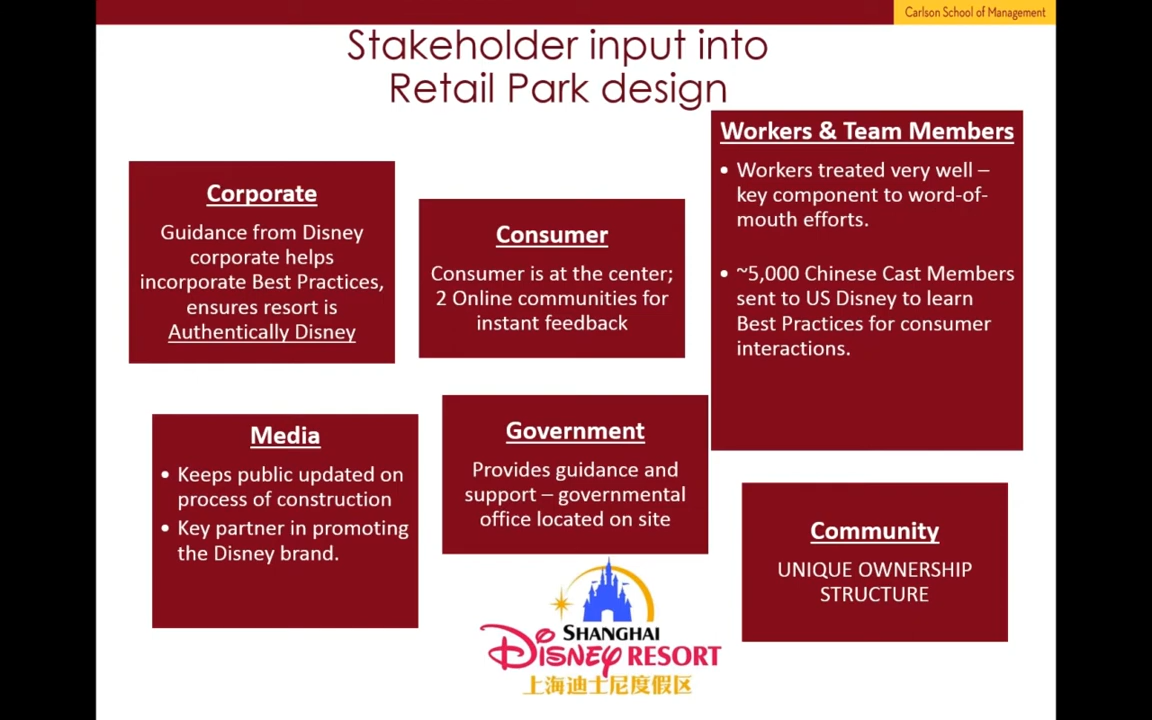 Carlson School of Management
Stakeholder input into
Retail Park design
Corporate
Guidance from Disney
corporate helps
incorporate Best Practices,
ensures resort is
Authentically Disney
Consumer
Consumer is at the center;
2 Online communities for
instant feedback
Workers & Team Members
• Workers treated very well –
key component to word-of-
mouth efforts.
• ~5,000 Chinese Cast Members
sent to US Disney to learn
Best Practices for consumer
interactions.
Media
• Keeps public updated on
process of construction
• Key partner in promoting
the Disney brand.
Government
Provides guidance and
support – governmental
office located on site
Community
UNIQUE OWNERSHIP
STRUCTURE
SHANGHAI
Disney RESORT
上海迪士尼度假区